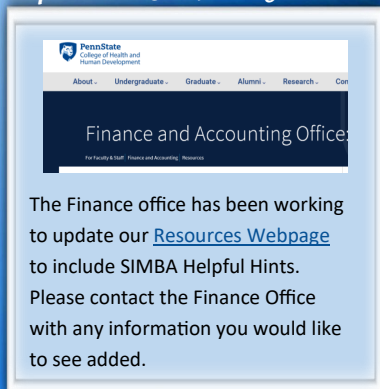 PennState
College of Health and
Human Development
About Undergraduate Graduate Alumni Research
Finance and Accounting Office:
For Faculty & Staff Finance and Accounting Resources
The Finance office has been working
to update our Resources Webpage
to include SIMBA Helpful Hints.
Please contact the Finance Office
with any information you would like
to see added.